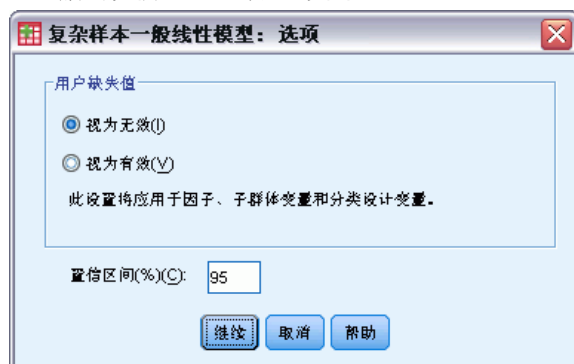 复杂样本一般线性模型: 选项
用户缺失值
视为无效(I)
视为有效(V)
此设置将应用于因子、子群体变量和分类设计变量。
置信区间(%)(C): 95
继续 取消 帮助